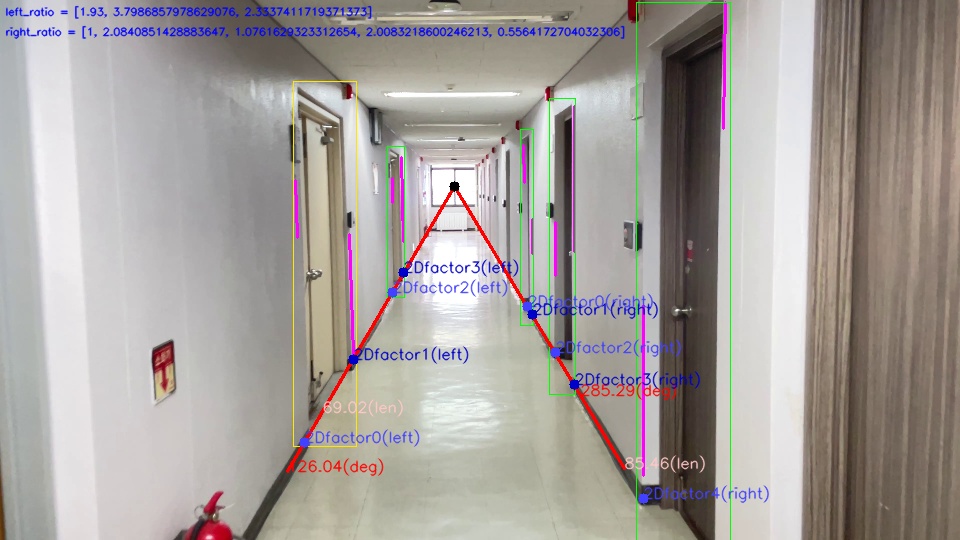 left_ratio = [1.93, 3.7986857978629076, 2.3337411719371373]
right_ratio = [1, 2.0840851428883647, 1.0761629323312654, 2.0083218600246213, 0.5564172704032306]
2Dfactor3(left)
2Dfactor2(left)
2Dfactor0(right)
2Dfactor1(right)
2Dfactor1(left)
2Dfactor2(right)
2Dfactor3(right)
285.29(deg)
69.02(len)
2Dfactor0(left)
26.04(deg)
85.46(len)
2Dfactor4(right)